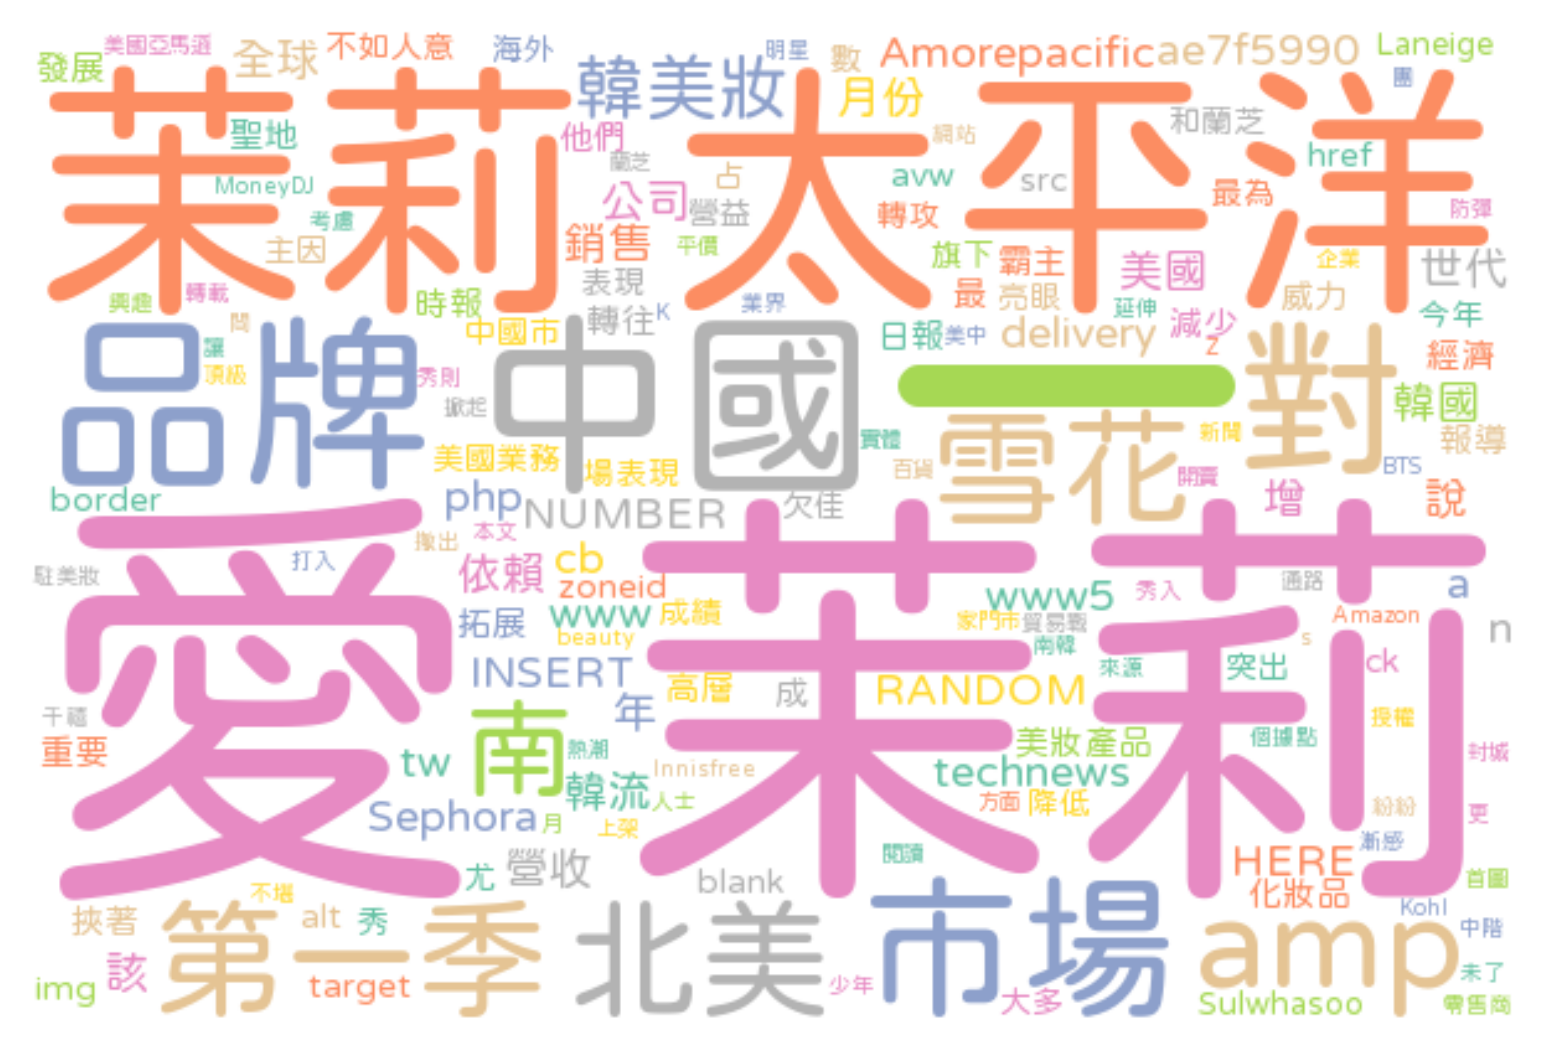 發展
美國亞馬遜
全球
不如人意
海外
韓美妝
明星
數
Amorepacific
ae7f5990
Laneige
團
月份
茉莉太平洋
聖地
MoneyDJ
考慮
主因
他們
蘭芝
公司
營益
占
網站
avw
src
和蘭芝
href
最為
防彈
轉攻
銷售
平價
表現
旗下
霸主
美國
企業
世代
興趣
轉載
時報
業界
最
亮眼
延伸
威力
今年
闆
讓
頂級
中國市
轉往
K
日報
美中
delivery
減少
Z
經濟
品牌
秀則
掀起
中國
一
對
韓國
報導
實體
雪花
新聞
美國業務
場表現
百貨
開賣
BTS
border
php
NUMBER
欠佳
增
說
本文
撤出
打入
駐美妝
依賴
cb
zoneid
www5
秀入
通路
a
愛茉莉
拓展
www
成績
beauty
家門市
貿易戰
南韓
Amazon
s
n
INSERT
高層
成
RANDOM
來源
突出
ck
千禧
年
授權
重要
南
熱潮
美妝產品
個據點
封城
tw
Innisfree
technews
韓流
人士
方面
降低
紛紛
更
Sephora
月
上架
漸感
閱讀
尤
營收
blank
HERE
化妝品
首圖
不堪
Kohl
挾著
第一季
alt
秀
北美
市場
amp
中階
該
img
target
少年
大多
Sulwhasoo
未了
零售商